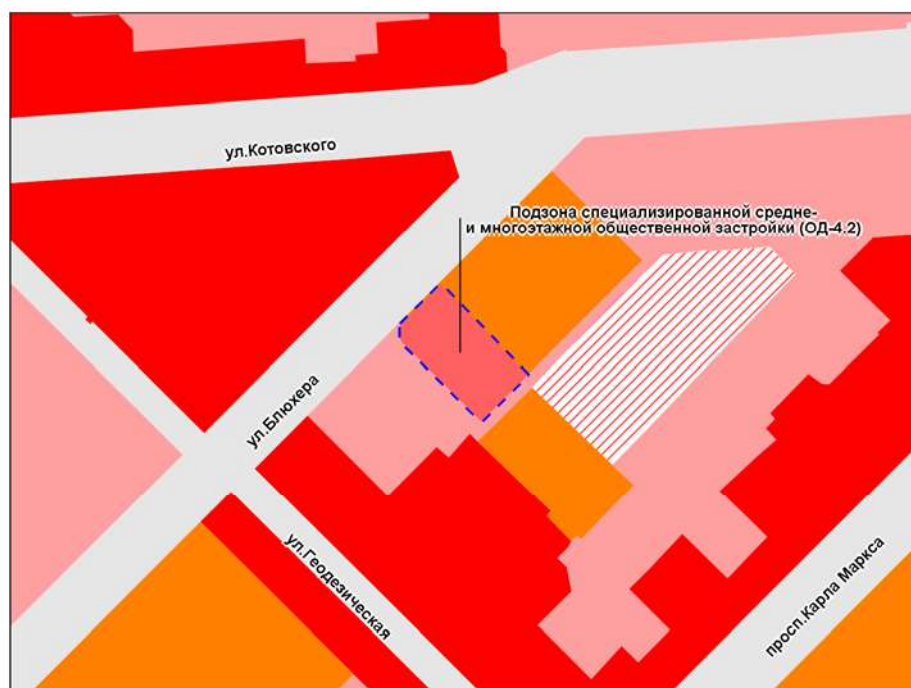 ул.Котовского
Подзона специализированной средне-
и многоэтажной общественной застройки (ОД-4.2)
ул.Блюхера
ул.Геодезическая
просп.Карла Маркса